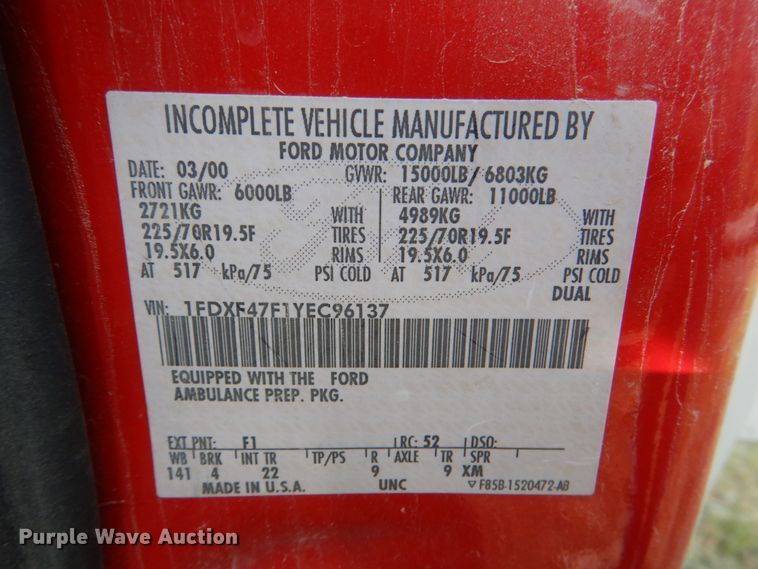 INCOMPLETE VEHICLE MANUFACTURED BY
FORD MOTOR COMPANY
DATE: 03/00 GVWR: 15000LB/6803KG
FRONT GAWR: 6000LB REAR GAWR: 11000LB
2721KG WITH 4989KG WITH
225/70R19.5F TIRES 225/70R19.5F TIRES
19.5X6.0 RIMS 19.5X6.0 RIMS
AT 517 kPa/75 PSI COLD AT 517 kPa/75 PSI COLD
DUAL
VIN: 1FDXF47F1YEC96137
EQUIPPED WITH THE FORD
AMBULANCE PREP. PKG.
EXT PNT: F1 RC: 52 DSO:
WB BRK INT TR TP/PS R AXLE TR SPR
141 4 22 9 9 XM
MADE IN U.S.A. UNC ▽ F85B-1520472-AB
Purple Wave Auction